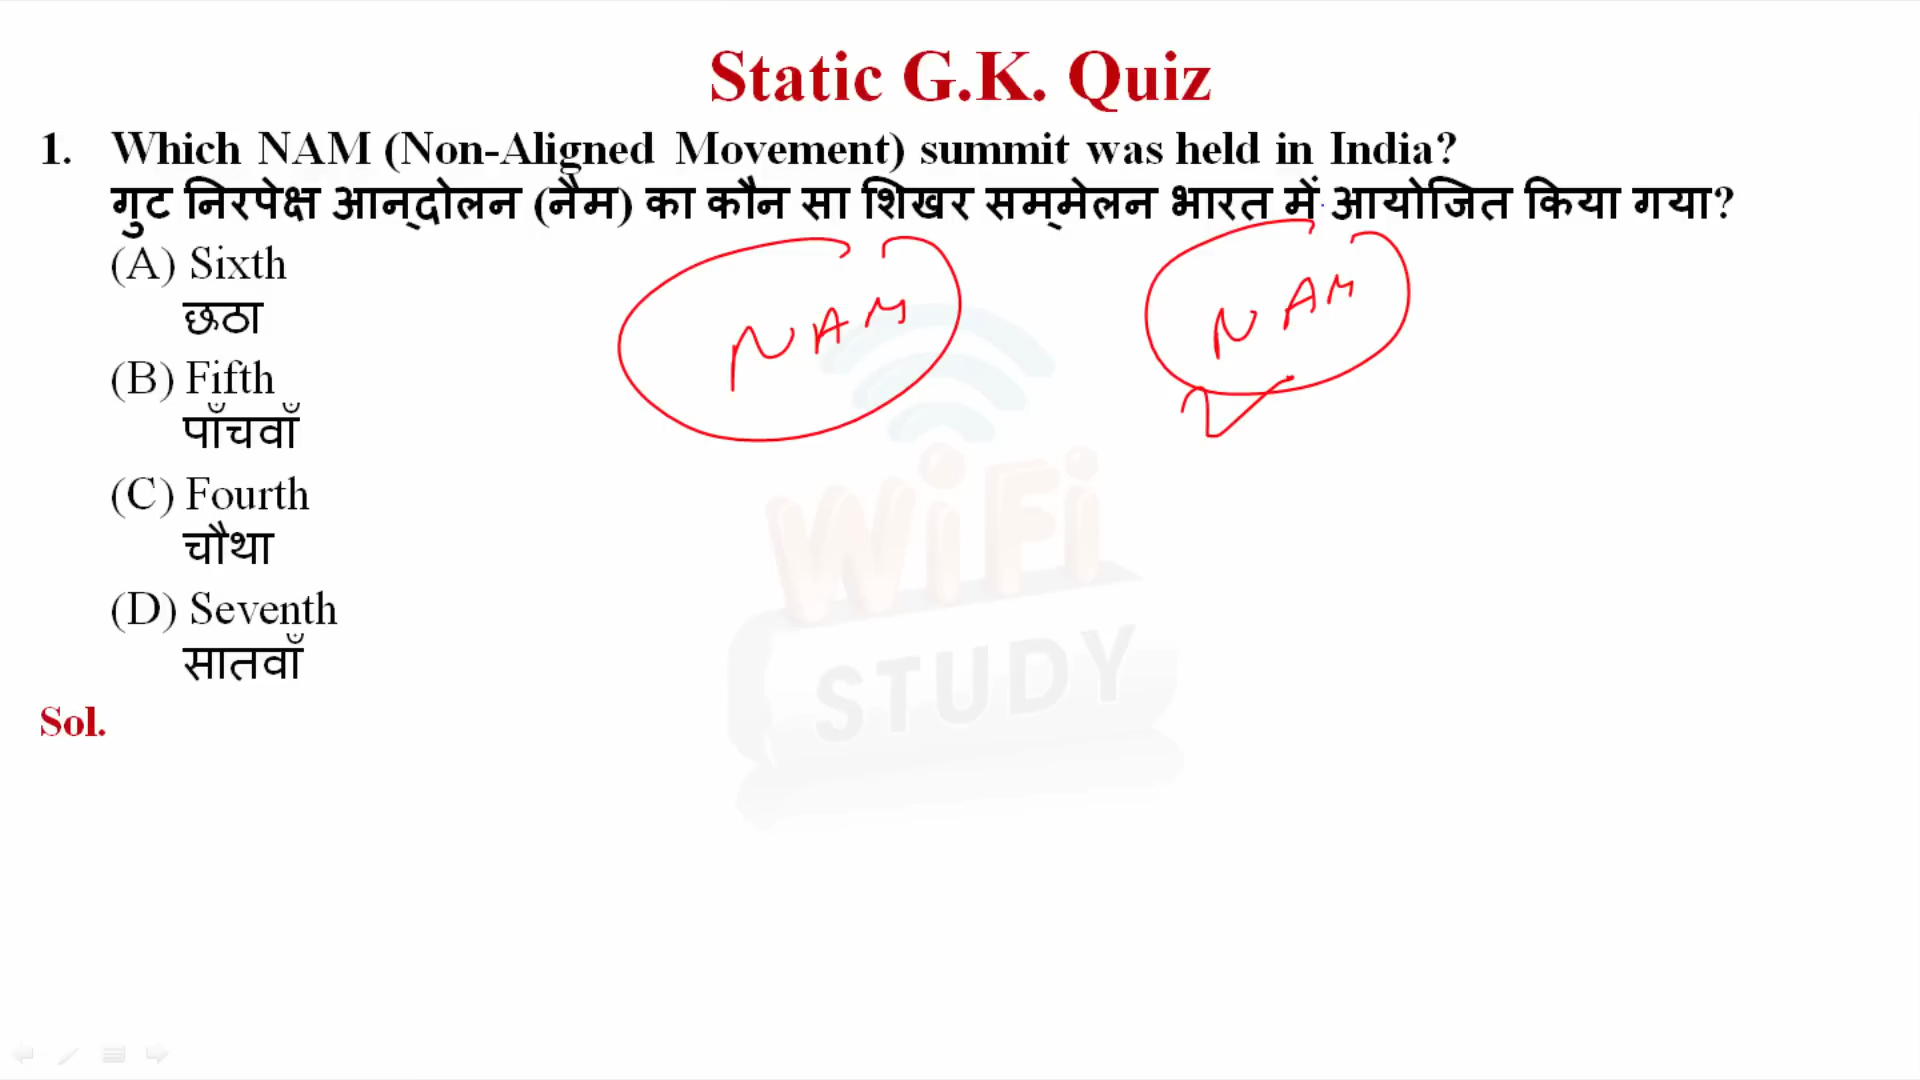 Static G.K. Quiz
1. Which NAM (Non-Aligned Movement) summit was held in India?
गुट निरपेक्ष आन्दोलन (नैम) का कौन सा शिखर सम्मेलन भारत में आयोजित किया गया?
(A) Sixth
छठा
NAM
NAM
(B) Fifth
पाँचवाँ
(C) Fourth
चौथा
(D) Seventh
सातवाँ
Sol.
WiFi
STUDY